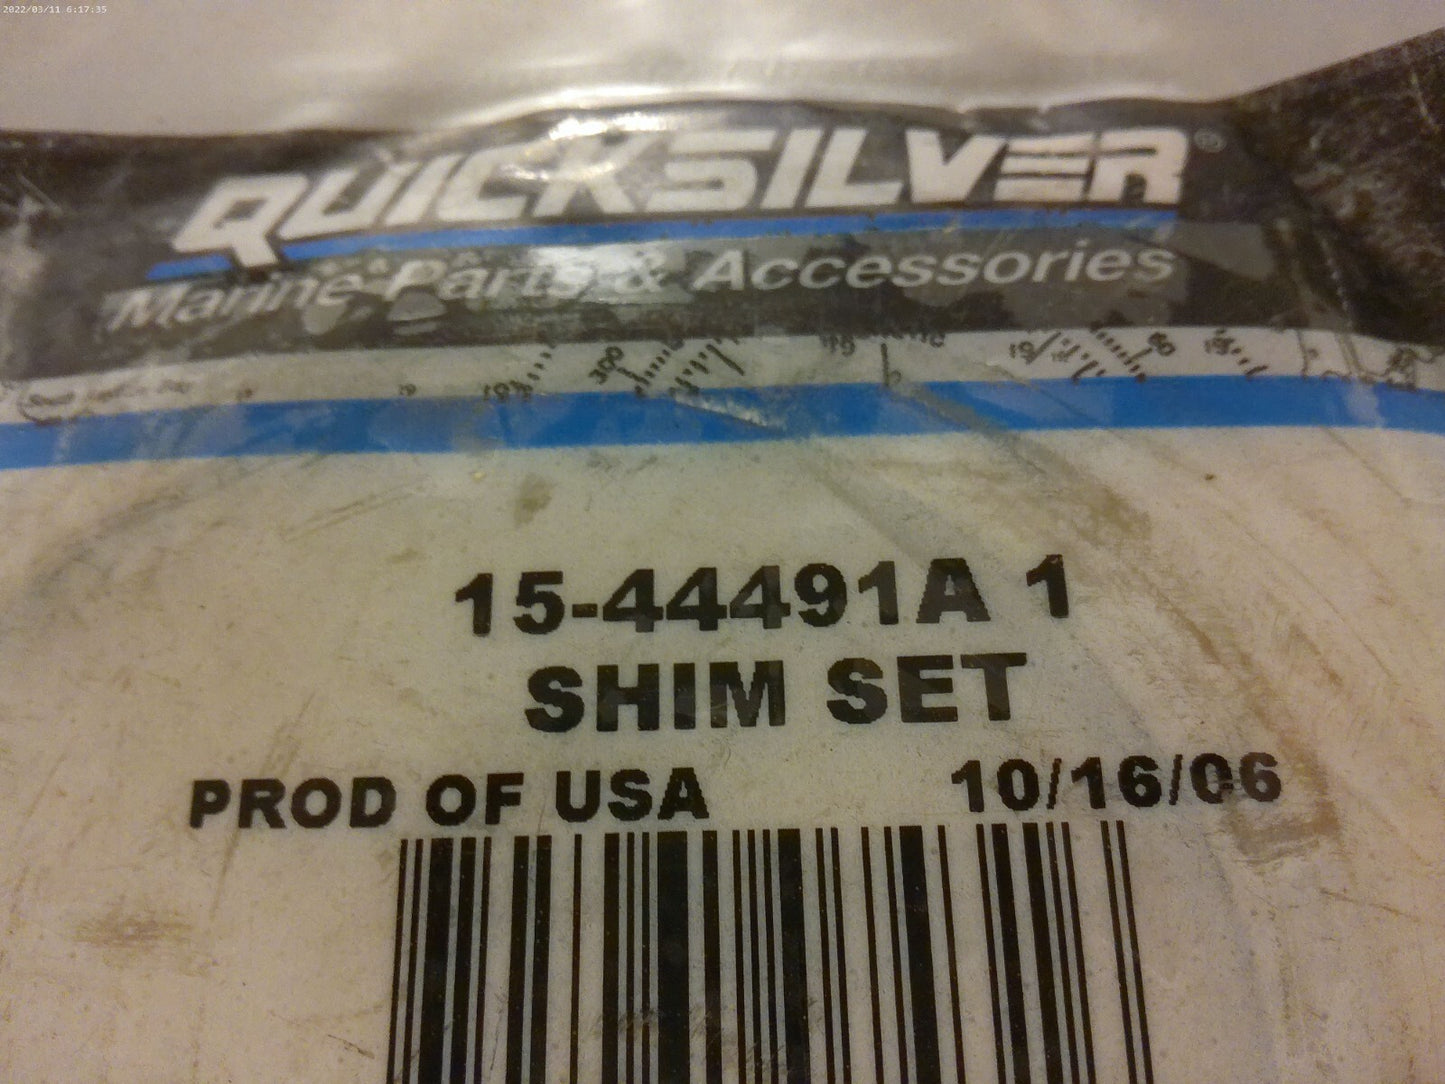 2022/03/11 6:17:35
QUICKSILVER®
Marine Parts & Accessories
15-44491A 1
SHIM SET
PROD OF USA 10/16/06